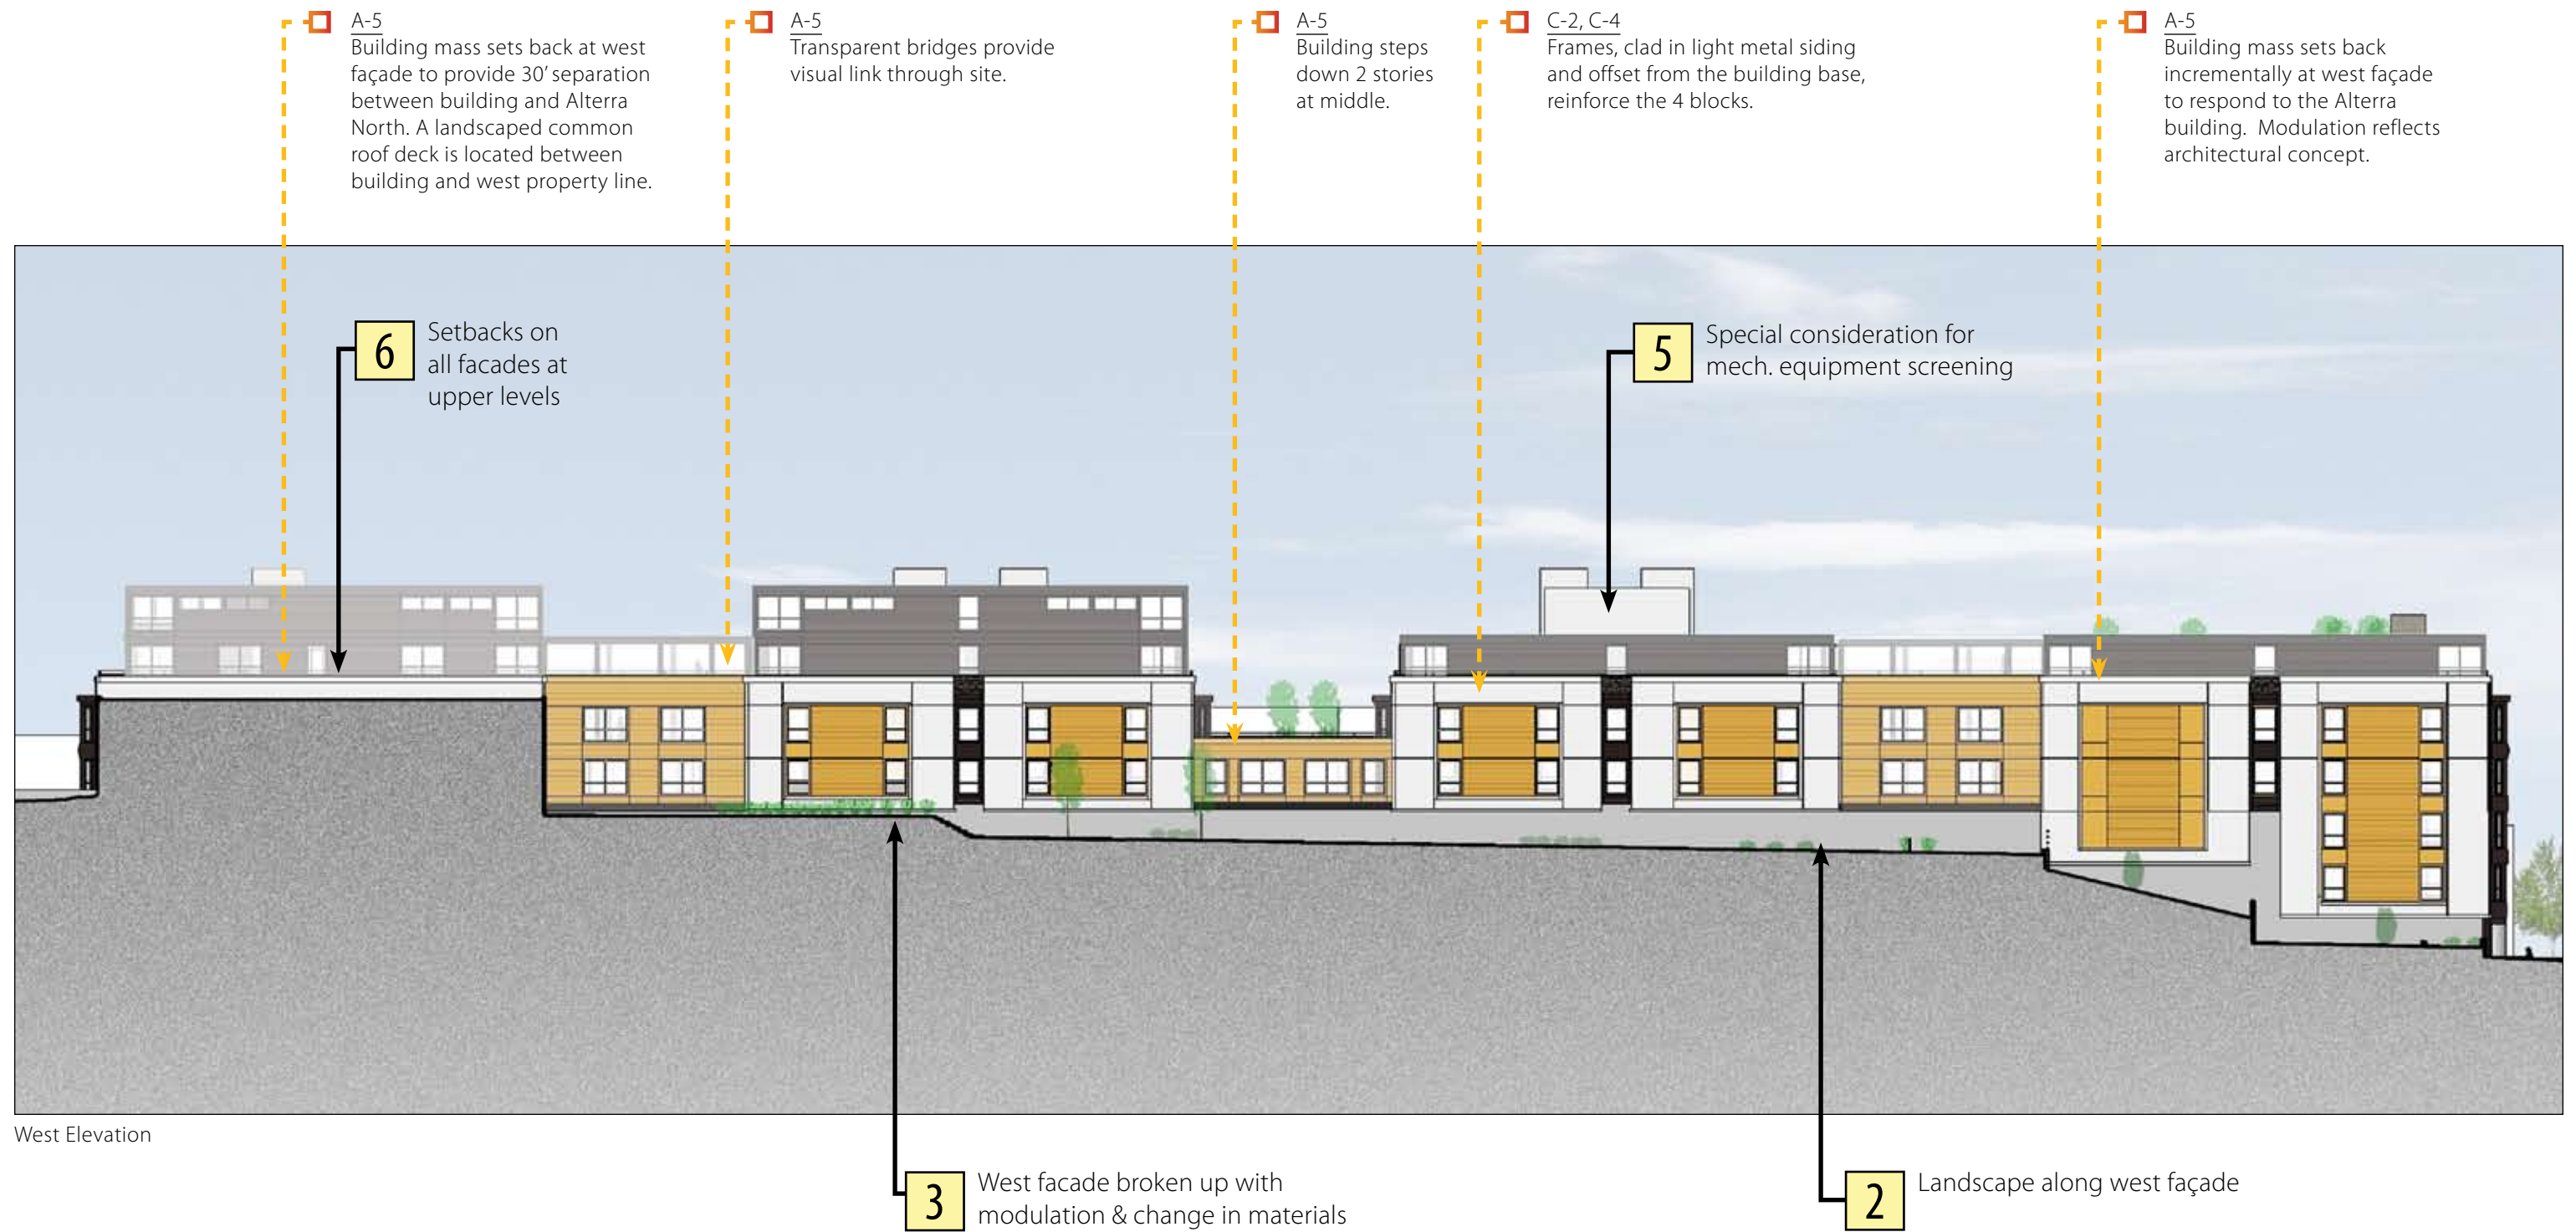 A-5
Building mass sets back at west
façade to provide 30’ separation
between building and Alterra
North. A landscaped common
roof deck is located between
building and west property line.
A-5
Transparent bridges provide
visual link through site.
A-5
Building steps
down 2 stories
at middle.
C-2, C-4
Frames, clad in light metal siding
and offset from the building base,
reinforce the 4 blocks.
A-5
Building mass sets back
incrementally at west façade
to respond to the Alterra
building.  Modulation reflects
architectural concept.
6
Setbacks on
all facades at
upper levels
5
Special consideration for
mech. equipment screening
West Elevation
3
West facade broken up with
modulation & change in materials
2
Landscape along west façade